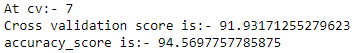 At cv:- 7
Cross validation score is:- 91.93171255279623
accuracy_score is:- 94.5697757785875